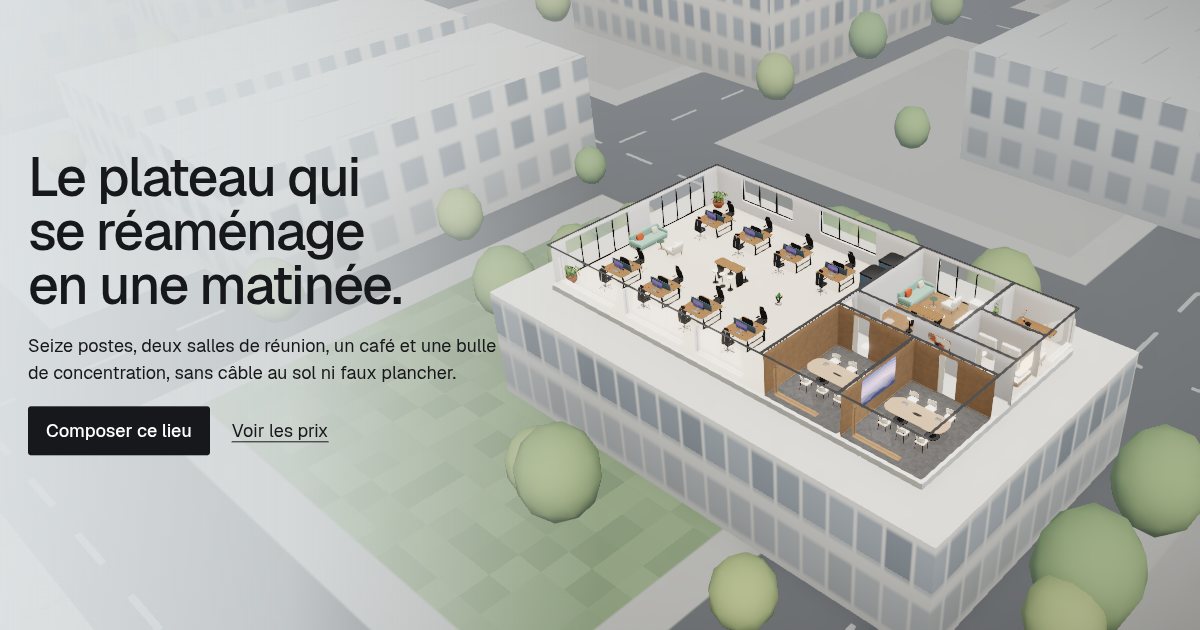 Le plateau qui
se réaménage
en une matinée.
Seize postes, deux salles de réunion, un café et une bulle
de concentration, sans câble au sol ni faux plancher.
Composer ce lieu
Voir les prix